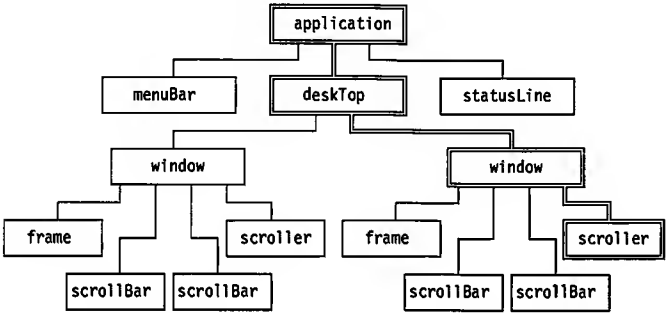 application
menuBar
deskTop
statusLine
window
window
frame
scroller
frame
scroller
scrollBar
scrollBar
scrollBar
scrollBar